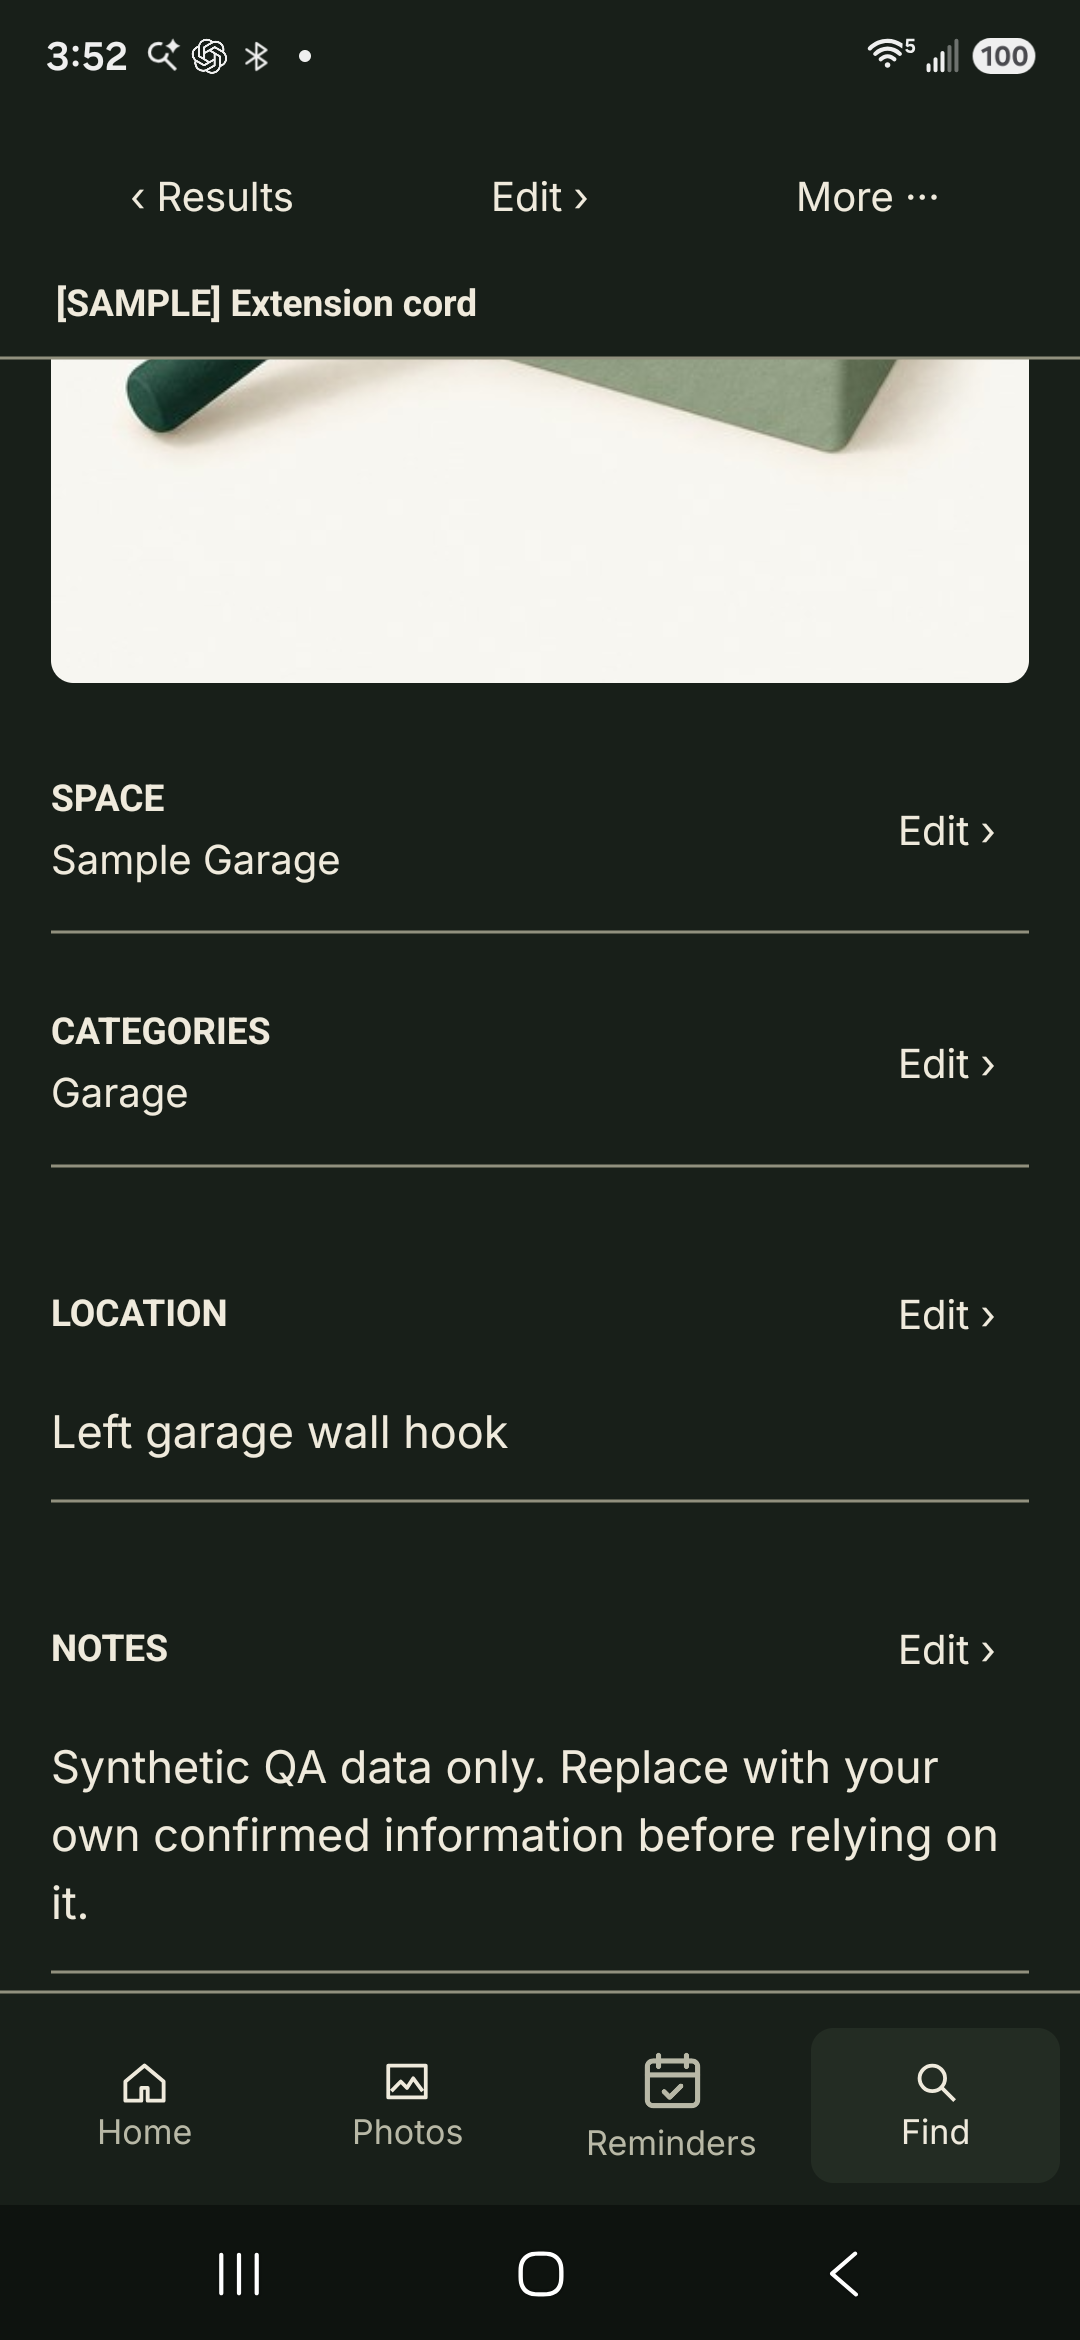 3:52
5
100
‹ Results
Edit ›
More ···
[SAMPLE] Extension cord
SPACE
Sample Garage
Edit ›
CATEGORIES
Garage
Edit ›
LOCATION
Edit ›
Left garage wall hook
NOTES
Edit ›
Synthetic QA data only. Replace with your
own confirmed information before relying on
it.
Home
Photos
Reminders
Find